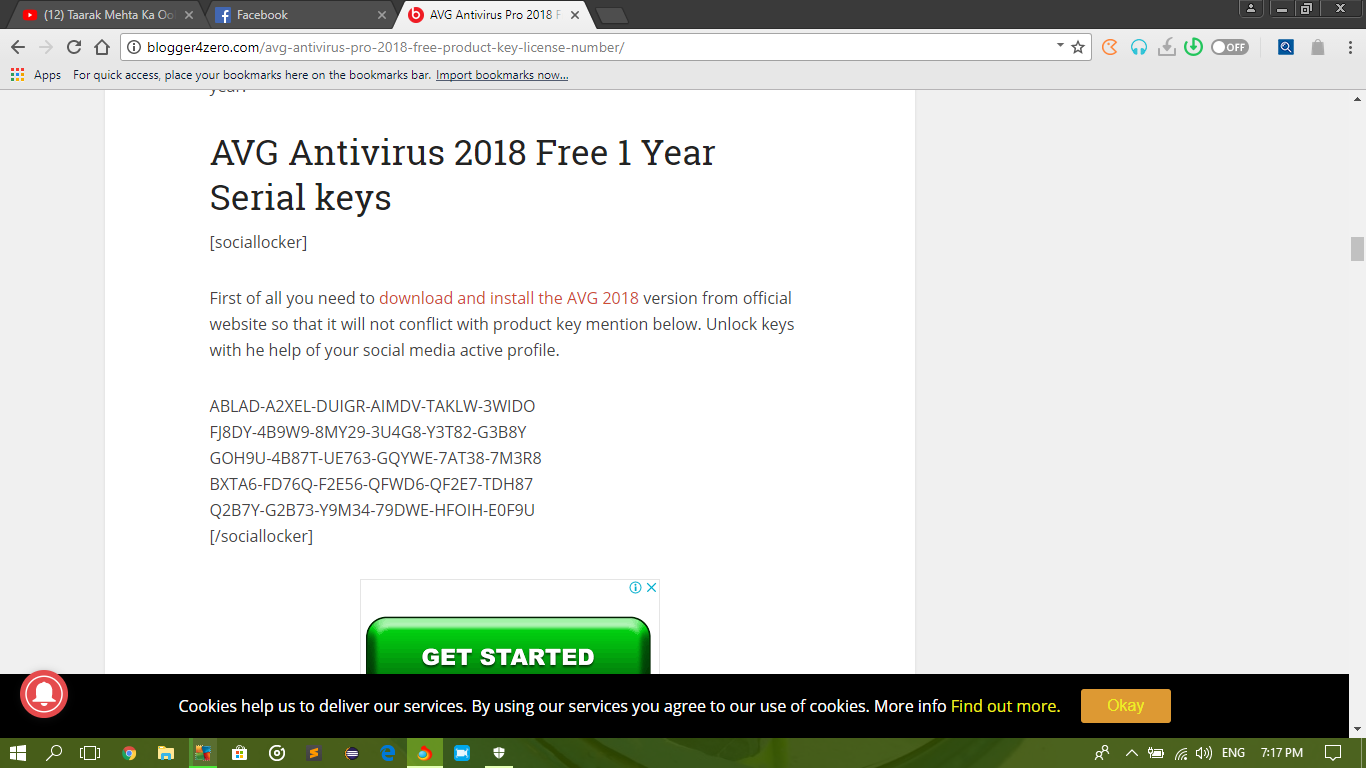 (12) Taarak Mehta Ka Oo
Facebook
AVG Antivirus Pro 2018 F
blogger4zero.com/avg-antivirus-pro-2018-free-product-key-license-number/
OFF
Apps
For quick access, place your bookmarks here on the bookmarks bar. Import bookmarks now...
AVG Antivirus 2018 Free 1 Year
Serial keys
[sociallocker]
First of all you need to download and install the AVG 2018 version from official
website so that it will not conflict with product key mention below. Unlock keys
with he help of your social media active profile.
ABLAD-A2XEL-DUIGR-AIMDV-TAKLW-3WIDO
FJ8DY-4B9W9-8MY29-3U4G8-Y3T82-G3B8Y
GOH9U-4B87T-UE763-GQYWE-7AT38-7M3R8
BXTA6-FD76Q-F2E56-QFWD6-QF2E7-TDH87
Q2B7Y-G2B73-Y9M34-79DWE-HFOIH-E0F9U
[/sociallocker]
GET STARTED
Cookies help us to deliver our services. By using our services you agree to our use of cookies. More info Find out more.
Okay
ENG
7:17 PM